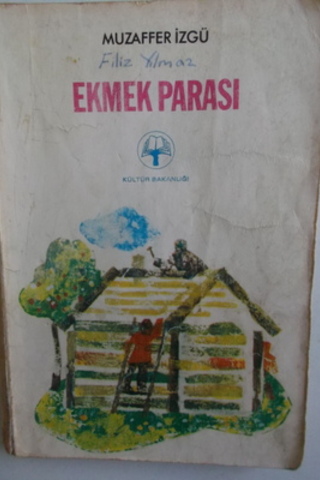 MUZAFFER İZGÜ
Filiz Yılmaz
EKMEK PARASI
KÜLTÜR BAKANLIĞI